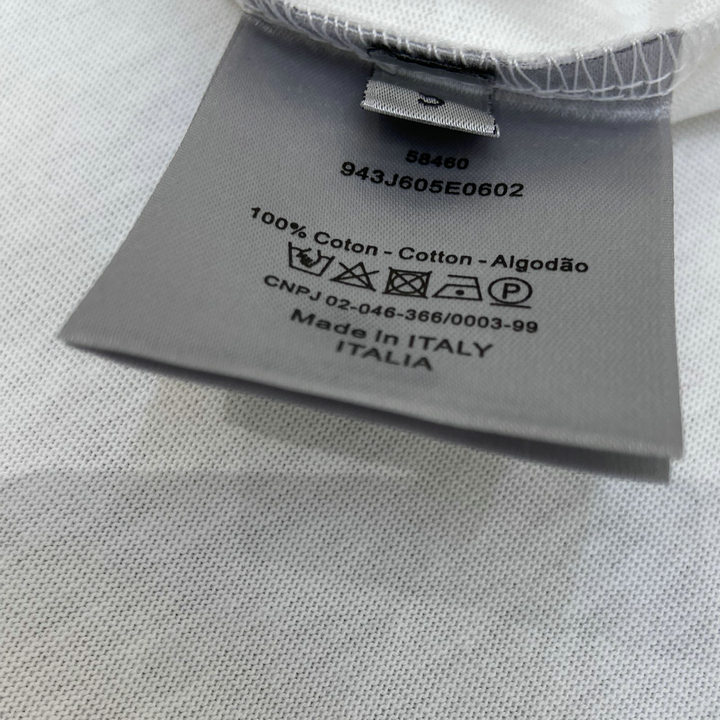 S
58460
943J605E0602
100% Coton - Cotton - Algodão
P
CNPJ 02-046-366/0003-99
Made In ITALY
ITALIA